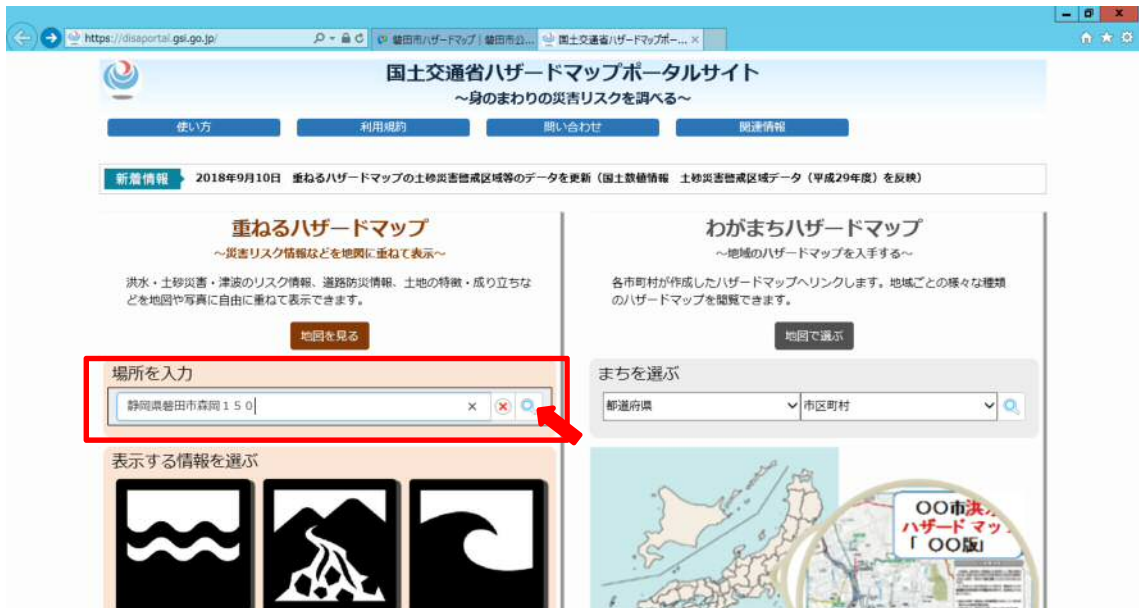 https://disaportal.gsi.go.jp/
磐田市ハザードマップ｜磐田市公...
国土交通省ハザードマップポー...
国土交通省ハザードマップポータルサイト
～身のまわりの災害リスクを調べる～
使い方
利用規約
問い合わせ
関連情報
新着情報
2018年9月10日 重ねるハザードマップの土砂災害警戒区域等のデータを更新（国土数値情報 土砂災害警戒区域データ（平成29年度）を反映）
重ねるハザードマップ
～災害リスク情報などを地図に重ねて表示～
洪水・土砂災害・津波のリスク情報、道路防災情報、土地の特徴・成り立ちな
どを地図や写真に自由に重ねて表示できます。
地図を見る
場所を入力
静岡県磐田市森岡１５０
表示する情報を選ぶ
わがまちハザードマップ
～地域のハザードマップを入手する～
各市町村が作成したハザードマップへリンクします。地域ごとの様々な種類
のハザードマップを閲覧できます。
地図で選ぶ
まちを選ぶ
都道府県
市区町村
〇〇市洪水
ハザードマッ
「 〇〇版」